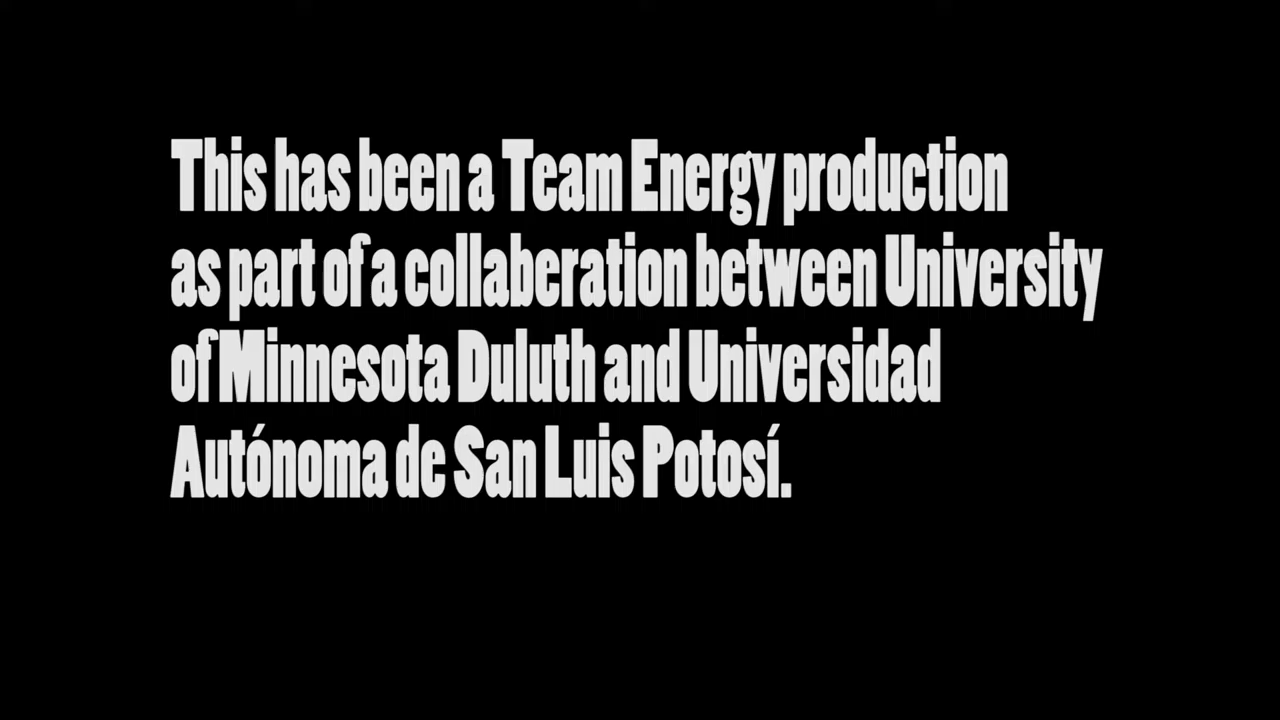 This has been a Team Energy production
as part of a collaberation between University
of Minnesota Duluth and Universidad
Autónoma de San Luis Potosí.